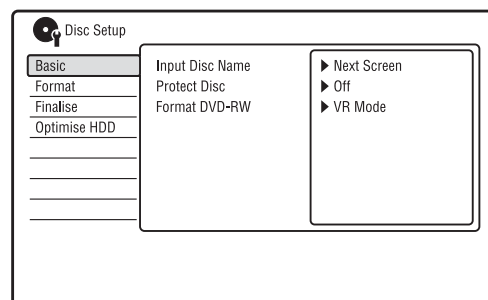 Disc Setup
Basic
Format
Finalise
Optimise HDD
Input Disc Name
Protect Disc
Format DVD-RW
Next Screen
Off
VR Mode